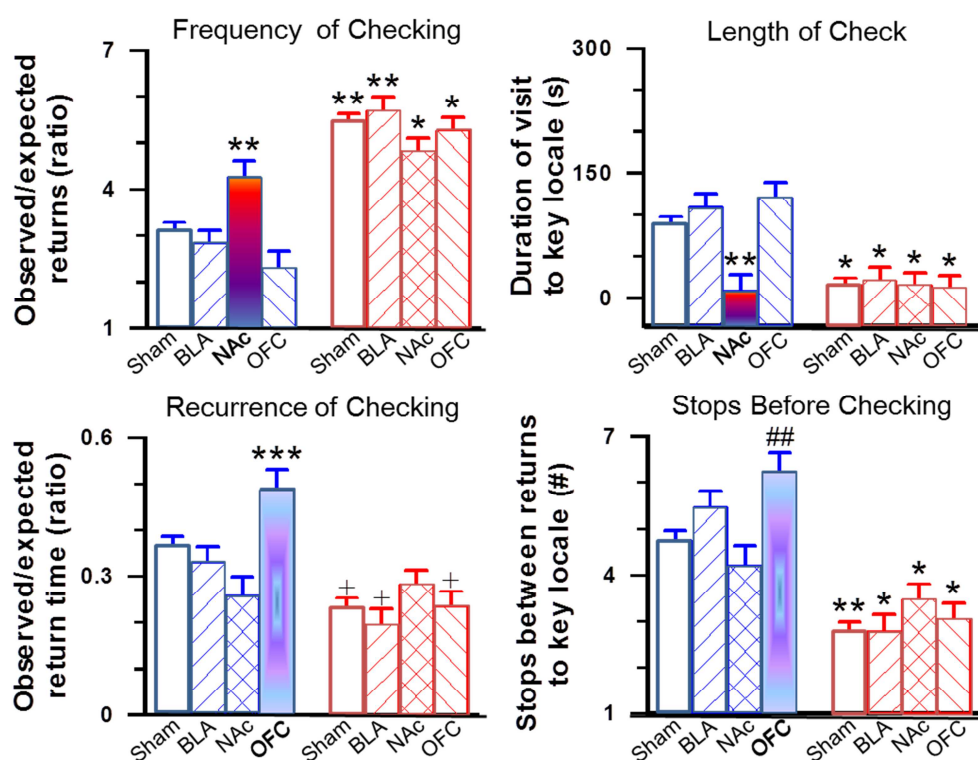 Frequency of Checking
Observed/expected
returns (ratio)
7
4
1
**
** ** * *
Sham BLA NAc OFC Sham BLA NAc OFC
Length of Check
Duration of visit
to key locale (s)
300
150
0
**
* * * *
Sham BLA NAc OFC Sham BLA NAc OFC
Recurrence of Checking
Observed/expected
return time (ratio)
0.6
0.3
0
***
+ + +
Sham BLA NAc OFC Sham BLA NAc OFC
Stops Before Checking
Stops between returns
to key locale (#)
7
4
1
##
** * * *
Sham BLA NAc OFC Sham BLA NAc OFC